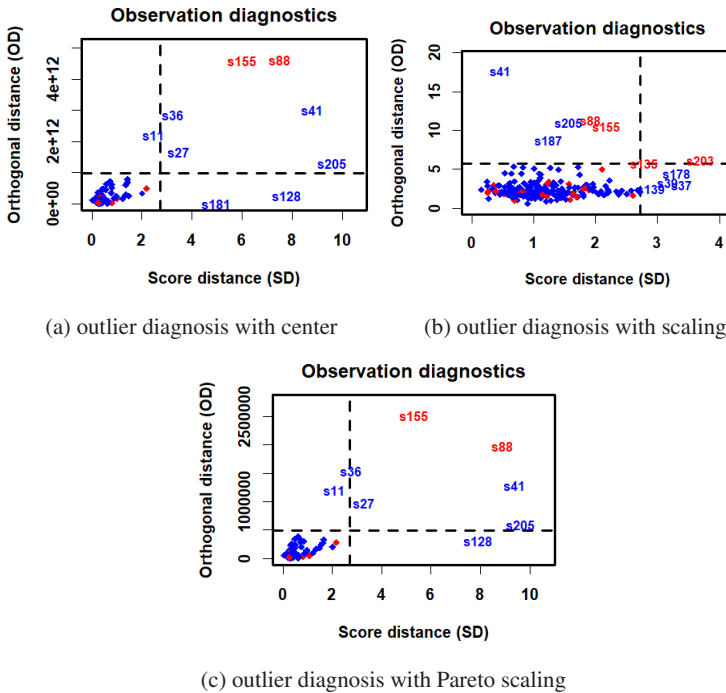 Observation diagnostics
Orthogonal distance (OD)
0e+00 2e+12 4e+12
s155 s88
s36
s41
s11
s27
s205
s128
s181
0 2 4 6 8 10
Score distance (SD)
(a) outlier diagnosis with center
Observation diagnostics
Orthogonal distance (OD)
0 5 10 15 20
s41
s205 s88 s155
s187
s135 s203
s178
s30
s139 s37
0 1 2 3 4
Score distance (SD)
(b) outlier diagnosis with scaling
Observation diagnostics
Orthogonal distance (OD)
0 1000000 2500000
s155
s88
s36
s41
s11
s27
s205
s128
0 2 4 6 8 10
Score distance (SD)
(c) outlier diagnosis with Pareto scaling